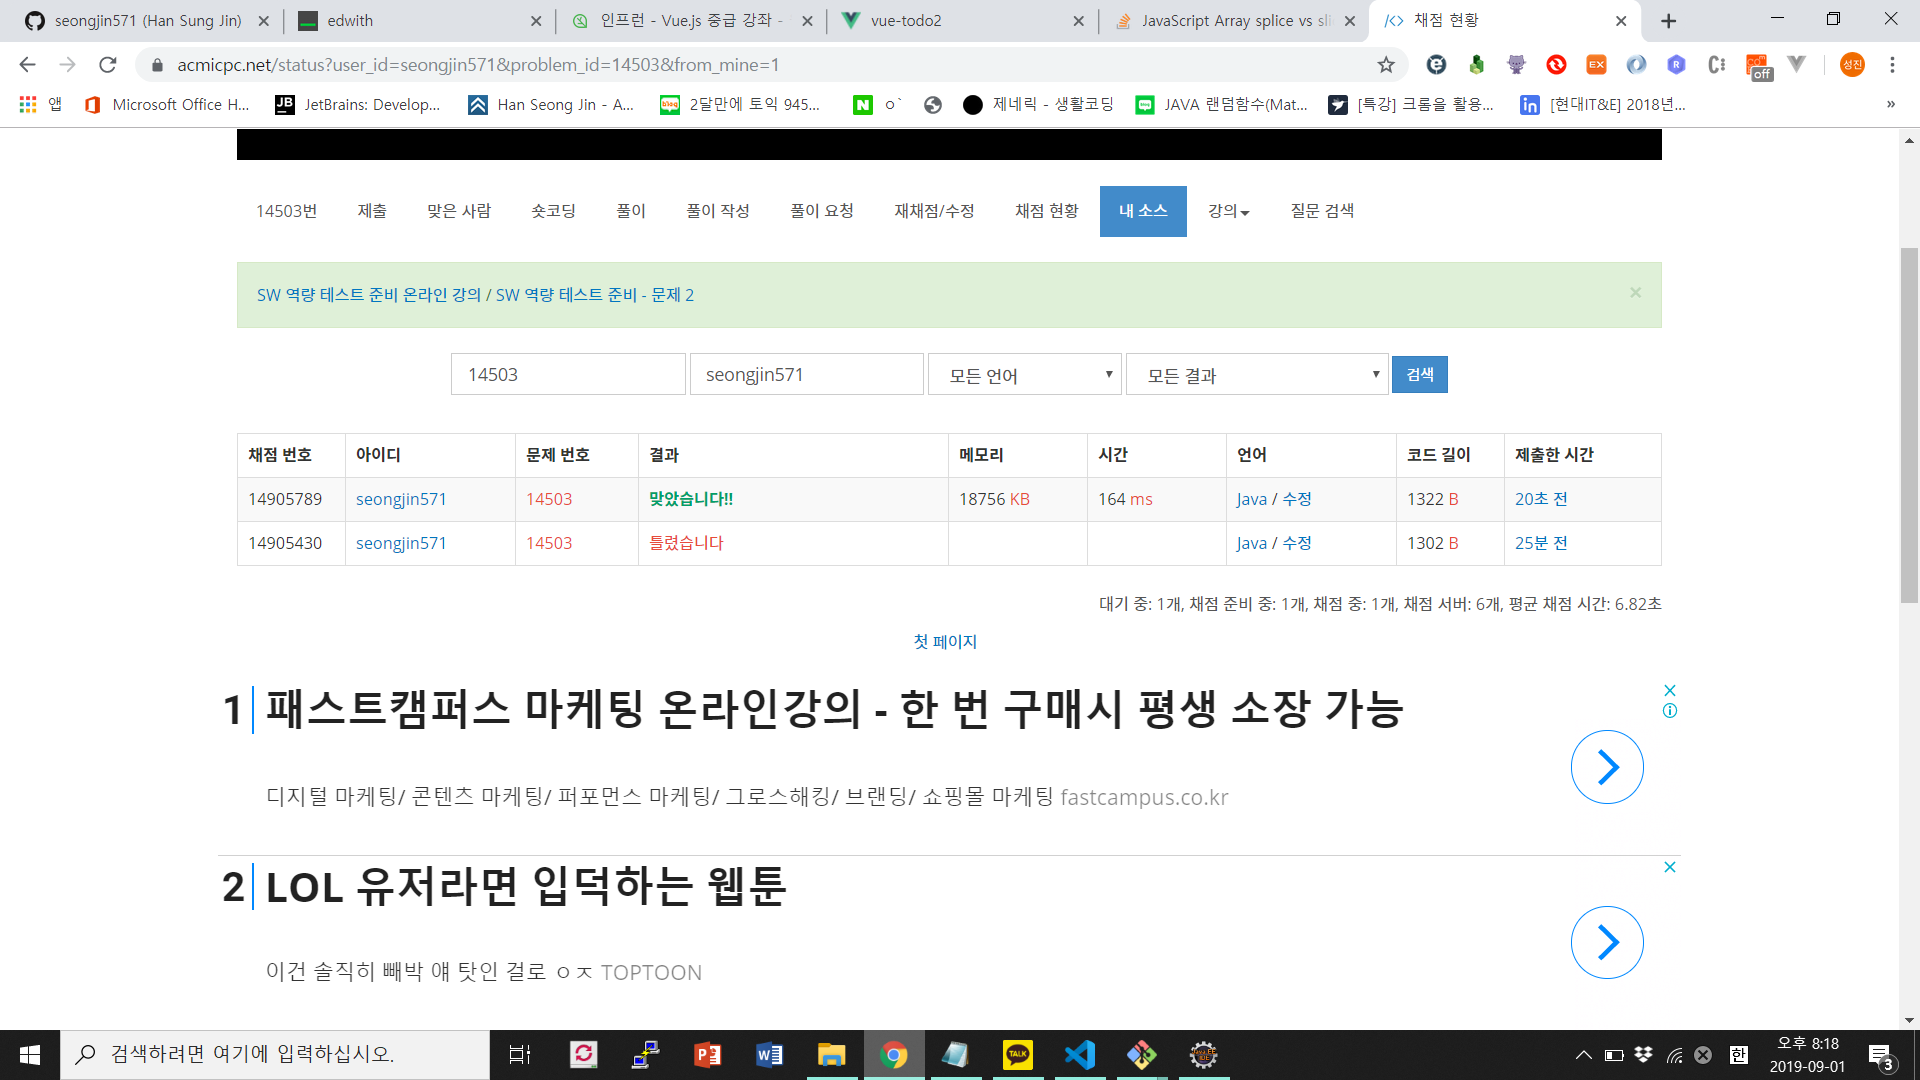 seongjin571 (Han Sung Jin)
edwith
인프런 - Vue.js 중급 강좌 -
vue-todo2
JavaScript Array splice vs sli
채점 현황
acmicpc.net/status?user_id=seongjin571&problem_id=14503&from_mine=1
EX
R
off
성진
앱
Microsoft Office H...
JetBrains: Develop...
Han Seong Jin - A...
2달만에 토익 945...
ㅇ`
제네릭 - 생활코딩
JAVA 랜덤함수(Mat...
[특강] 크롬을 활용...
[현대IT&E] 2018년...
14503번
제출
맞은 사람
숏코딩
풀이
풀이 작성
풀이 요청
재채점/수정
채점 현황
내 소스
강의
질문 검색
SW 역량 테스트 준비 온라인 강의 / SW 역량 테스트 준비 - 문제 2
14503
seongjin571
모든 언어
모든 결과
검색
채점 번호 아이디 문제 번호 결과 메모리 시간 언어 코드 길이 제출한 시간
14905789 seongjin571 14503 맞았습니다!! 18756 KB 164 ms Java / 수정 1322 B 20초 전
14905430 seongjin571 14503 틀렸습니다 Java / 수정 1302 B 25분 전
대기 중: 1개, 채점 준비 중: 1개, 채점 중: 1개, 채점 서버: 6개, 평균 채점 시간: 6.82초
첫 페이지
1 패스트캠퍼스 마케팅 온라인강의 - 한 번 구매시 평생 소장 가능
디지털 마케팅/ 콘텐츠 마케팅/ 퍼포먼스 마케팅/ 그로스해킹/ 브랜딩/ 쇼핑몰 마케팅 fastcampus.co.kr
2 LOL 유저라면 입덕하는 웹툰
이건 솔직히 빼박 얘 탓인 걸로 ㅇㅈ TOPTOON
검색하려면 여기에 입력하십시오.
TALK
한
오후 8:18
2019-09-01
3